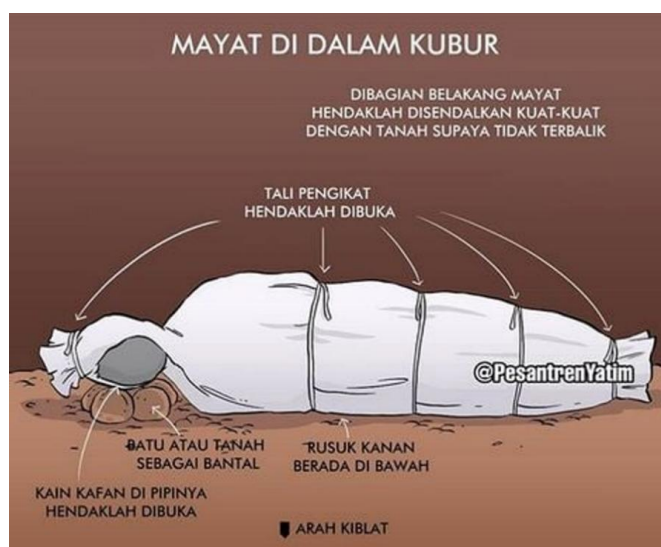 MAYAT DI DALAM KUBUR
DIBAGIAN BELAKANG MAYAT
HENDAKLAH DISENDALKAN KUAT-KUAT
DENGAN TANAH SUPAYA TIDAK TERBALIK
TALI PENGIKAT
HENDAKLAH DIBUKA
@PesantrenYatim
BATU ATAU TANAH
SEBAGAI BANTAL
RUSUK KANAN
BERADA DI BAWAH
KAIN KAFAN DI PIPINYA
HENDAKLAH DIBUKA
ARAH KIBLAT